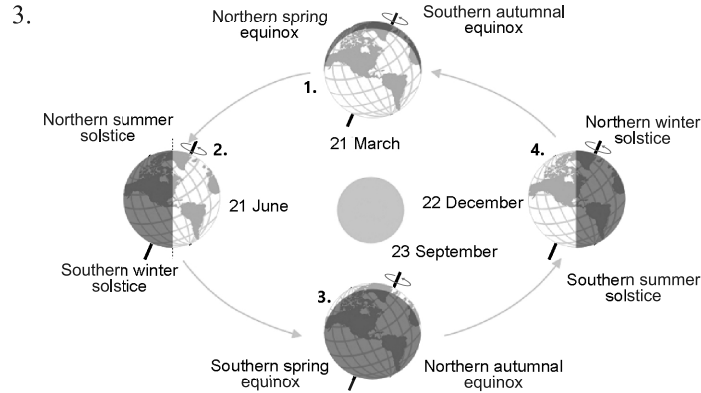 3.
Northern spring
equinox
Southern autumnal
equinox
1.
21 March
Northern summer
solstice
2.
21 June
Southern winter
solstice
Northern winter
solstice
4.
22 December
Southern summer
solstice
23 September
3.
Southern spring
equinox
Northern autumnal
equinox